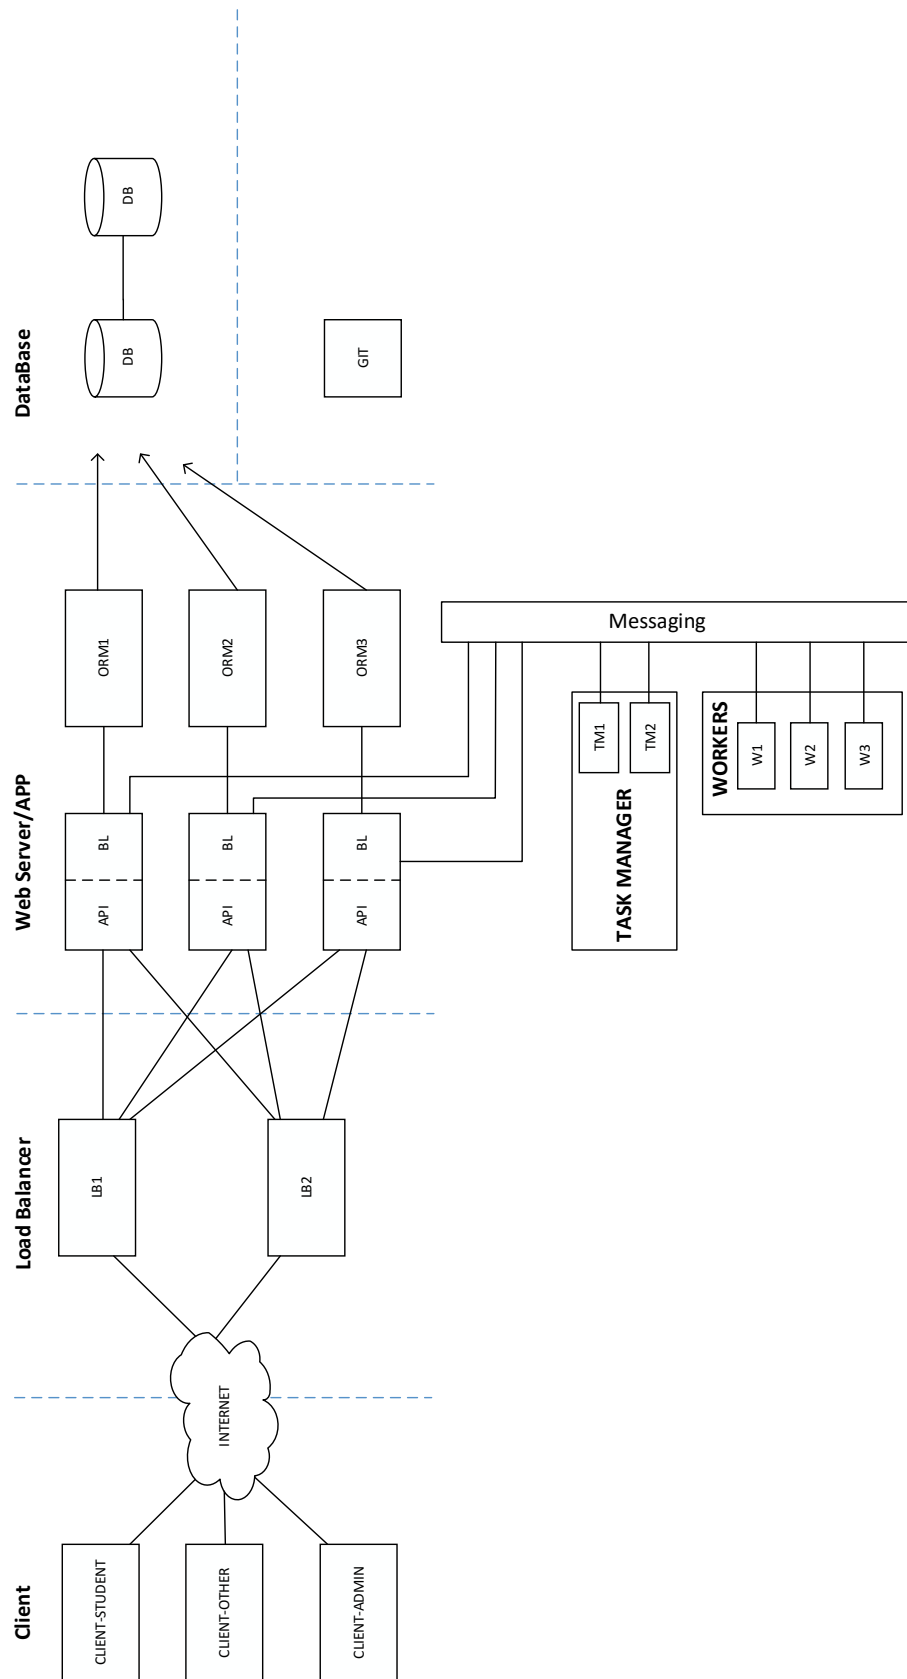 Client
Load Balancer
Web Server/APP
DataBase
CLIENT-STUDENT
CLIENT-OTHER
CLIENT-ADMIN
INTERNET
LB1
LB2
API
BL
API
BL
API
BL
ORM1
ORM2
ORM3
DB
DB
GIT
Messaging
TASK MANAGER
TM1
TM2
WORKERS
W1
W2
W3